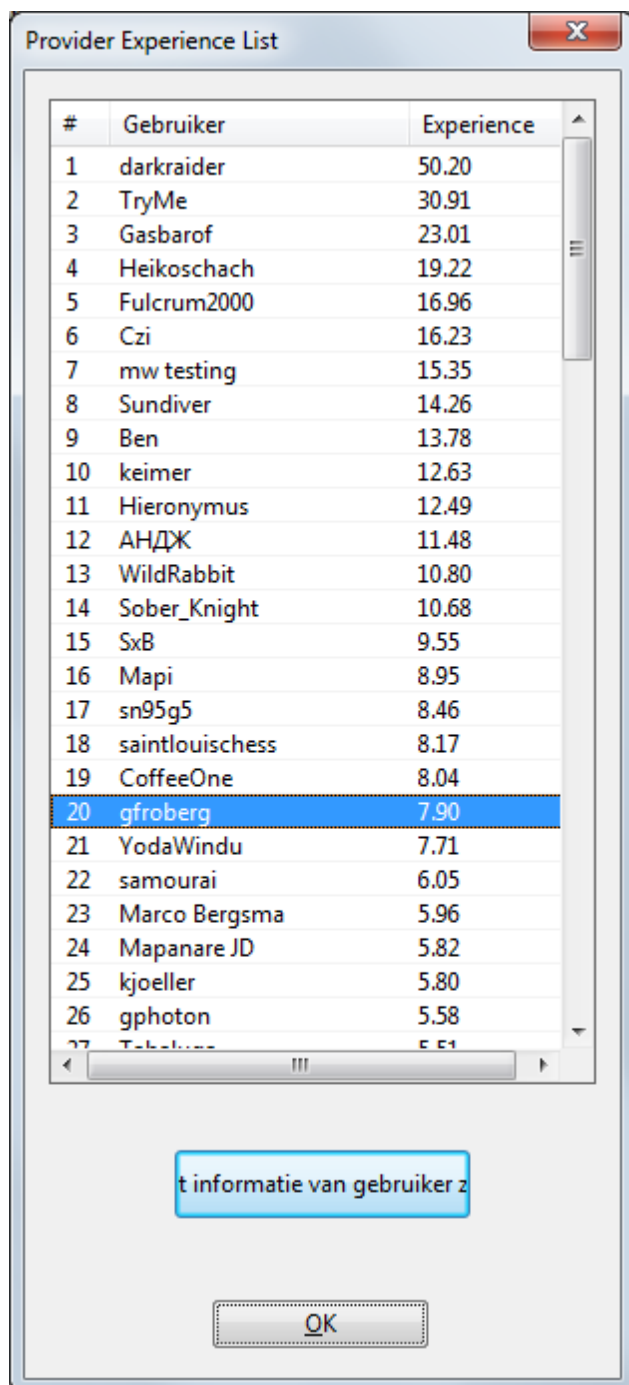 Provider Experience List
# Gebruiker Experience
1 darkraider 50.20
2 TryMe 30.91
3 Gasbarof 23.01
4 Heikoschach 19.22
5 Fulcrum2000 16.96
6 Czi 16.23
7 mw testing 15.35
8 Sundiver 14.26
9 Ben 13.78
10 keimer 12.63
11 Hieronymus 12.49
12 АНДЖ 11.48
13 WildRabbit 10.80
14 Sober_Knight 10.68
15 SxB 9.55
16 Mapi 8.95
17 sn95g5 8.46
18 saintlouischess 8.17
19 CoffeeOne 8.04
20 gfroberg 7.90
21 YodaWindu 7.71
22 samourai 6.05
23 Marco Bergsma 5.96
24 Mapanare JD 5.82
25 kjoeller 5.80
26 gphoton 5.58
27 5.51
t informatie van gebruiker z
OK